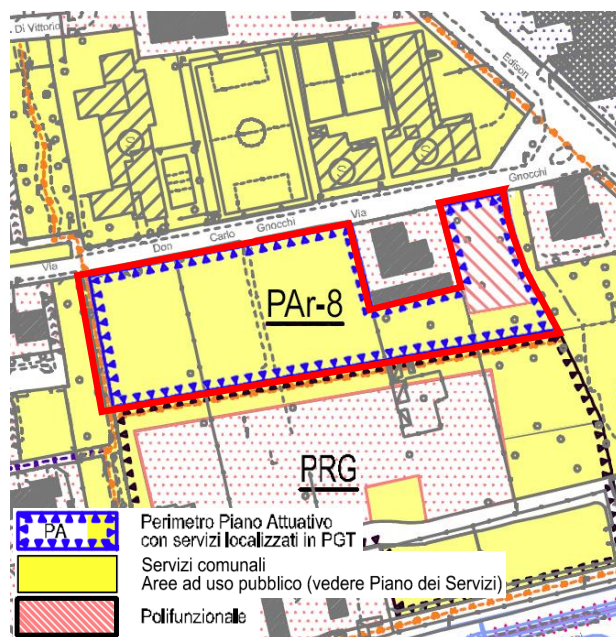 Di Vittorio
Edison
Gnocchi
Via Don Carlo Gnocchi Via
PAr-8
PRG
PA
Perimetro Piano Attuativo
con servizi localizzati in PGT
Servizi comunali
Aree ad uso pubblico (vedere Piano dei Servizi)
Polifunzionale